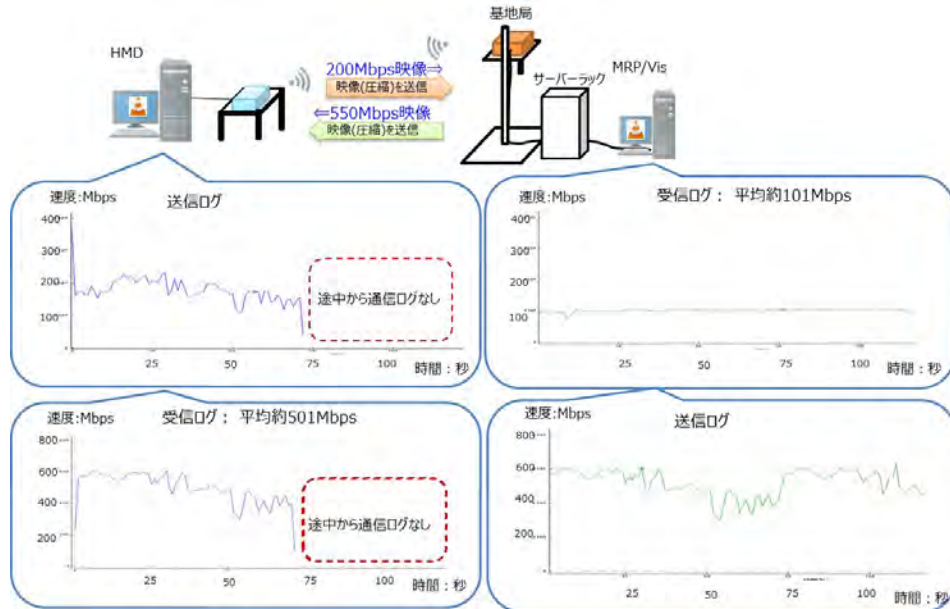 基地局
HMD
200Mbps映像⇒
映像(圧縮)を送信
⇐550Mbps映像
映像(圧縮)を送信
サーバーラック
MRP/Vis
速度:Mbps
送信ログ
400
300
200
100
途中から通信ログなし
25
50
75
100
時間：秒
速度:Mbps
受信ログ： 平均約101Mbps
400
300
200
100
25
50
75
100
時間：秒
速度:Mbps
受信ログ： 平均約501Mbps
800
600
400
200
途中から通信ログなし
25
50
75
100
時間：秒
速度:Mbps
送信ログ
800
600
400
200
25
50
75
100
時間：秒